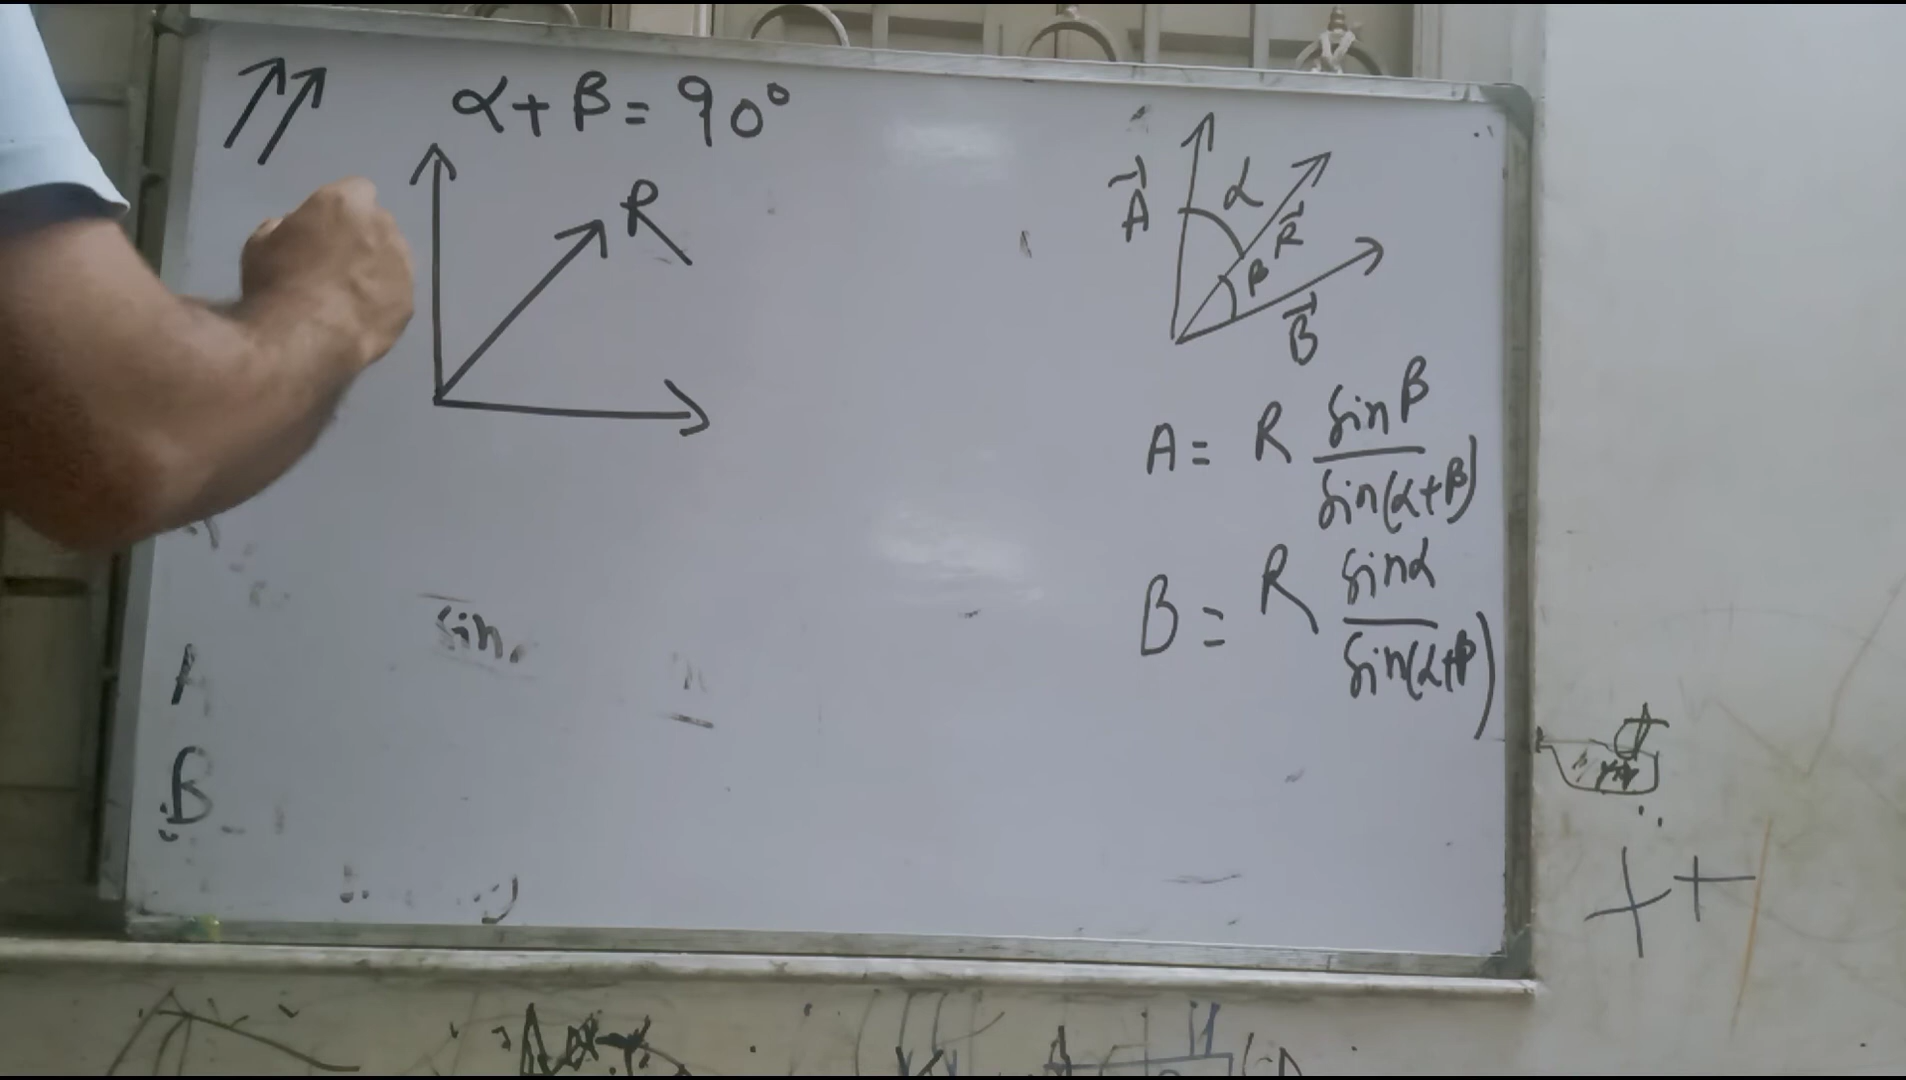 α + β = 90°
R
A⃗ α R⃗
β
B⃗
A = R sinβ / sin(α+β)
B = R sinα / sin(α+β)
sin
A
B